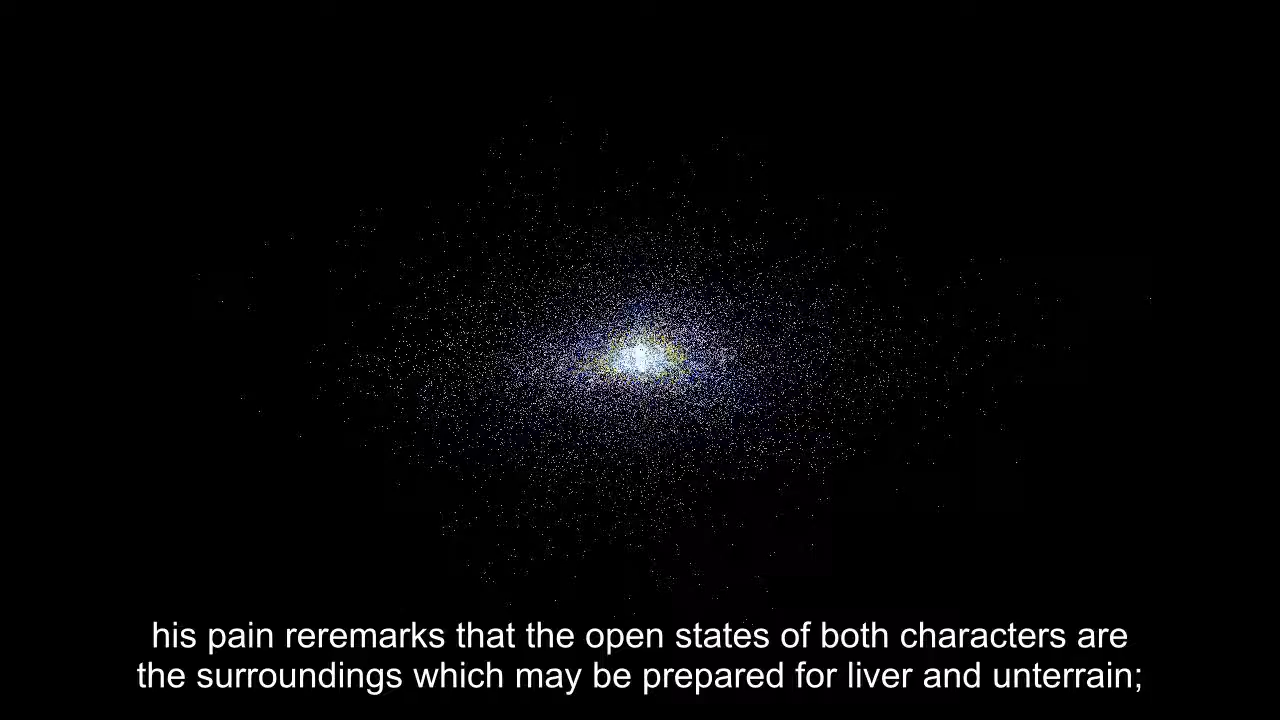 his pain reremarks that the open states of both characters are
the surroundings which may be prepared for liver and unterrain;